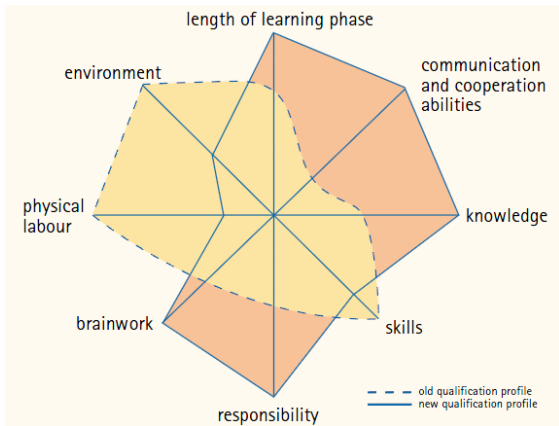 length of learning phase
environment
communication
and cooperation
abilities
physical
labour
knowledge
brainwork
skills
responsibility
old qualification profile
new qualification profile